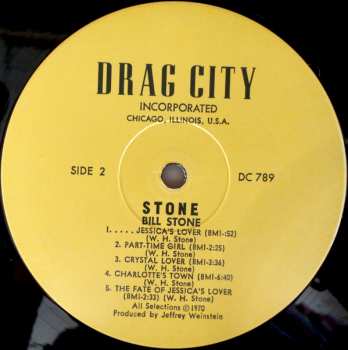 DRAG CITY
INCORPORATED
CHICAGO, ILLINOIS, U.S.A.
SIDE 2 DC 789
STONE
BILL STONE
1. . . . . . JESSICA'S LOVER (BMI-:52)
(W. H. Stone)
2. PART-TIME GIRL (BMI-2:25)
(W. H. Stone)
3. CRYSTAL LOVER (BMI-3:36)
(W. H. Stone)
4. CHARLOTTE'S TOWN (BMI-6:40)
(W. H. Stone)
5. THE FATE OF JESSICA'S LOVER
(BMI-2:33) (W. H. Stone)
All Selections ⓒ 1970
Produced by Jeffrey Weinstein